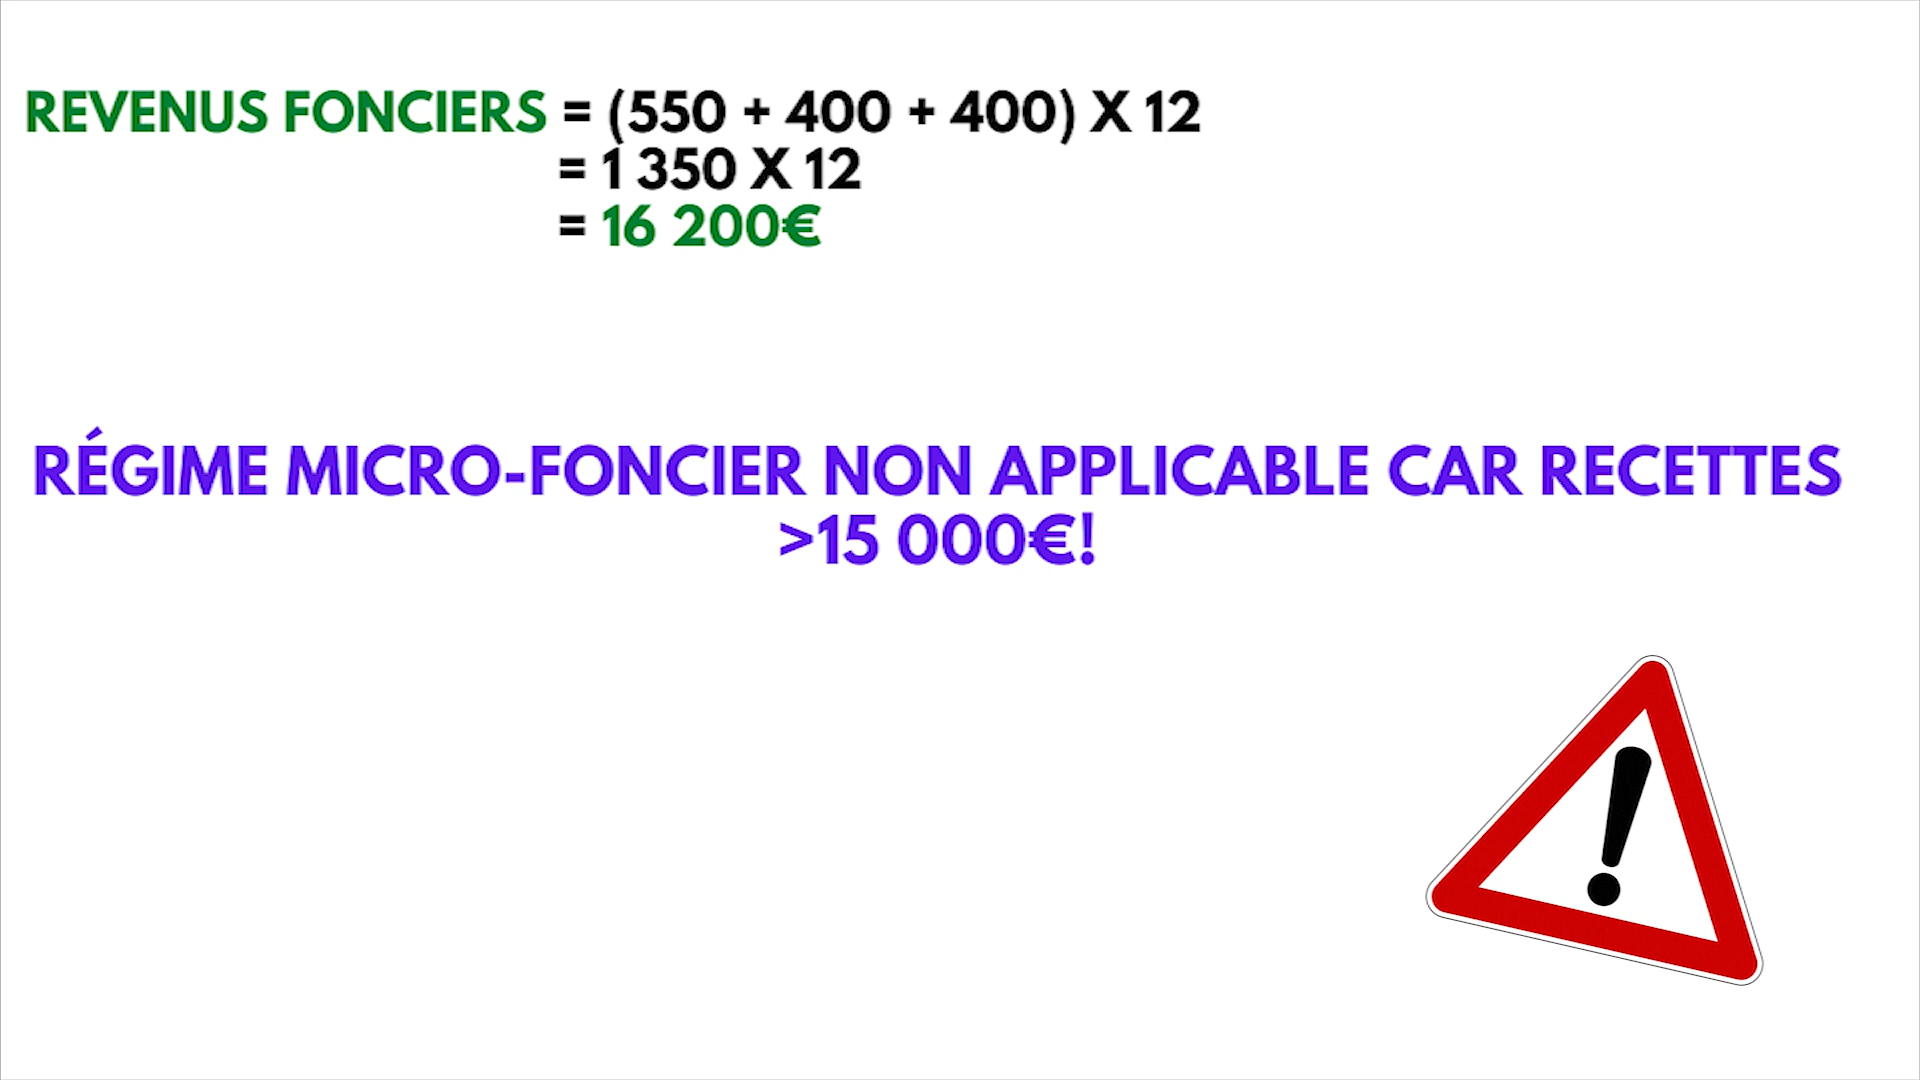 REVENUS FONCIERS = (550 + 400 + 400) X 12
= 1 350 X 12
= 16 200€
RÉGIME MICRO-FONCIER NON APPLICABLE CAR RECETTES
>15 000€!